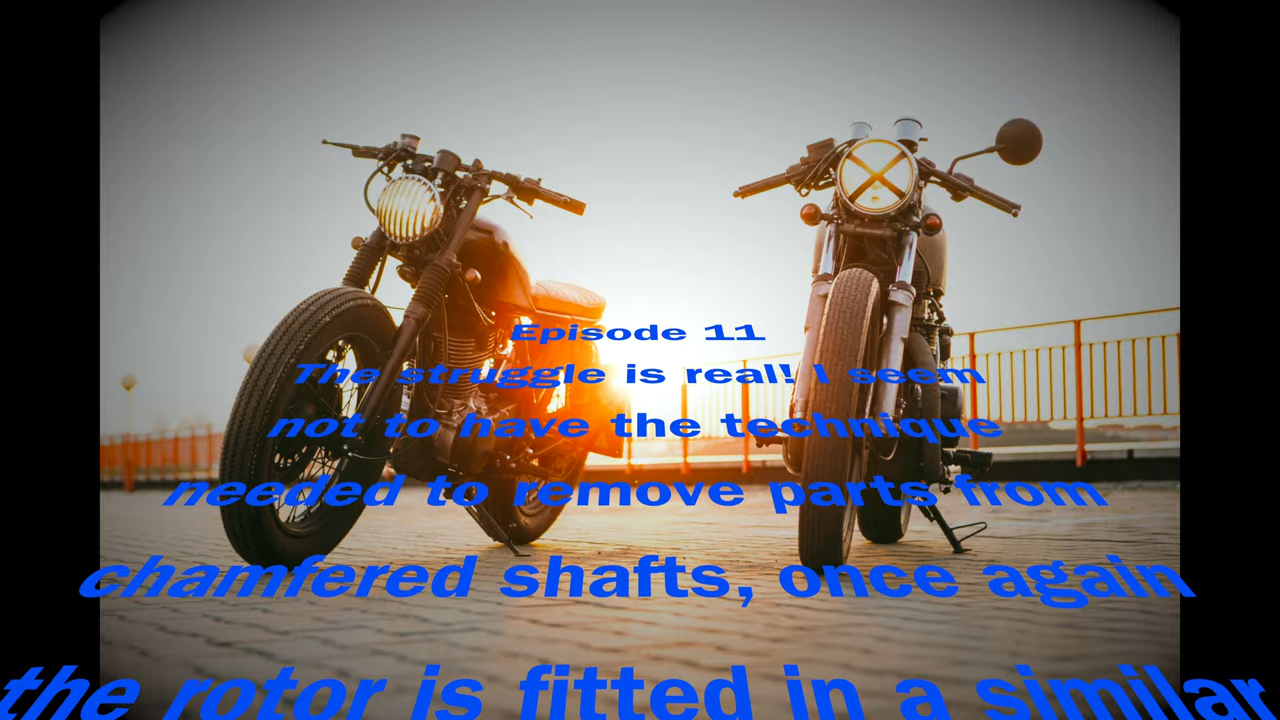 Episode 11
The struggle is real! I seem
not to have the technique
needed to remove parts from
chamfered shafts, once again
the rotor is fitted in a similar